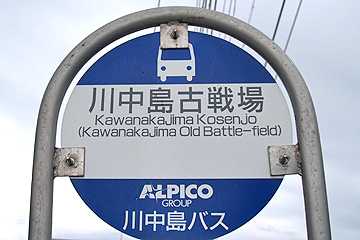 川中島古戦場
Kawanakajima Kosenjo
(Kawanakajima Old Battle-field)
ALPICO
GROUP
川中島バス